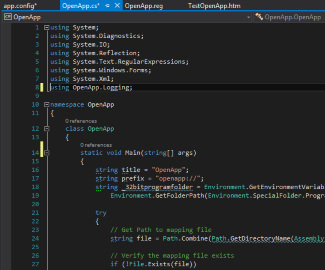 app.config*
OpenApp.cs*
OpenApp.reg
TestOpenApp.htm
OpenApp
OpenApp.OpenApp
1 using System;
2 using System.Diagnostics;
3 using System.IO;
4 using System.Reflection;
5 using System.Text.RegularExpressions;
6 using System.Windows.Forms;
7 using System.Xml;
8 using OpenApp.Logging;
9
10 namespace OpenApp
11 {
0 references
12 class OpenApp
13 {
0 references
14 static void Main(string[] args)
15 {
16 string title = "OpenApp";
17 string prefix = "openapp://";
18 string _32bitprogramfolder = Environment.GetEnvironmentVariab
19 Environment.GetFolderPath(Environment.SpecialFolder.Progr
20
21 try
22 {
23 // Get Path to mapping file
24 string file = Path.Combine(Path.GetDirectoryName(Assembly
25
26 // Verify the mapping file exists
27 if (!File.Exists(file))